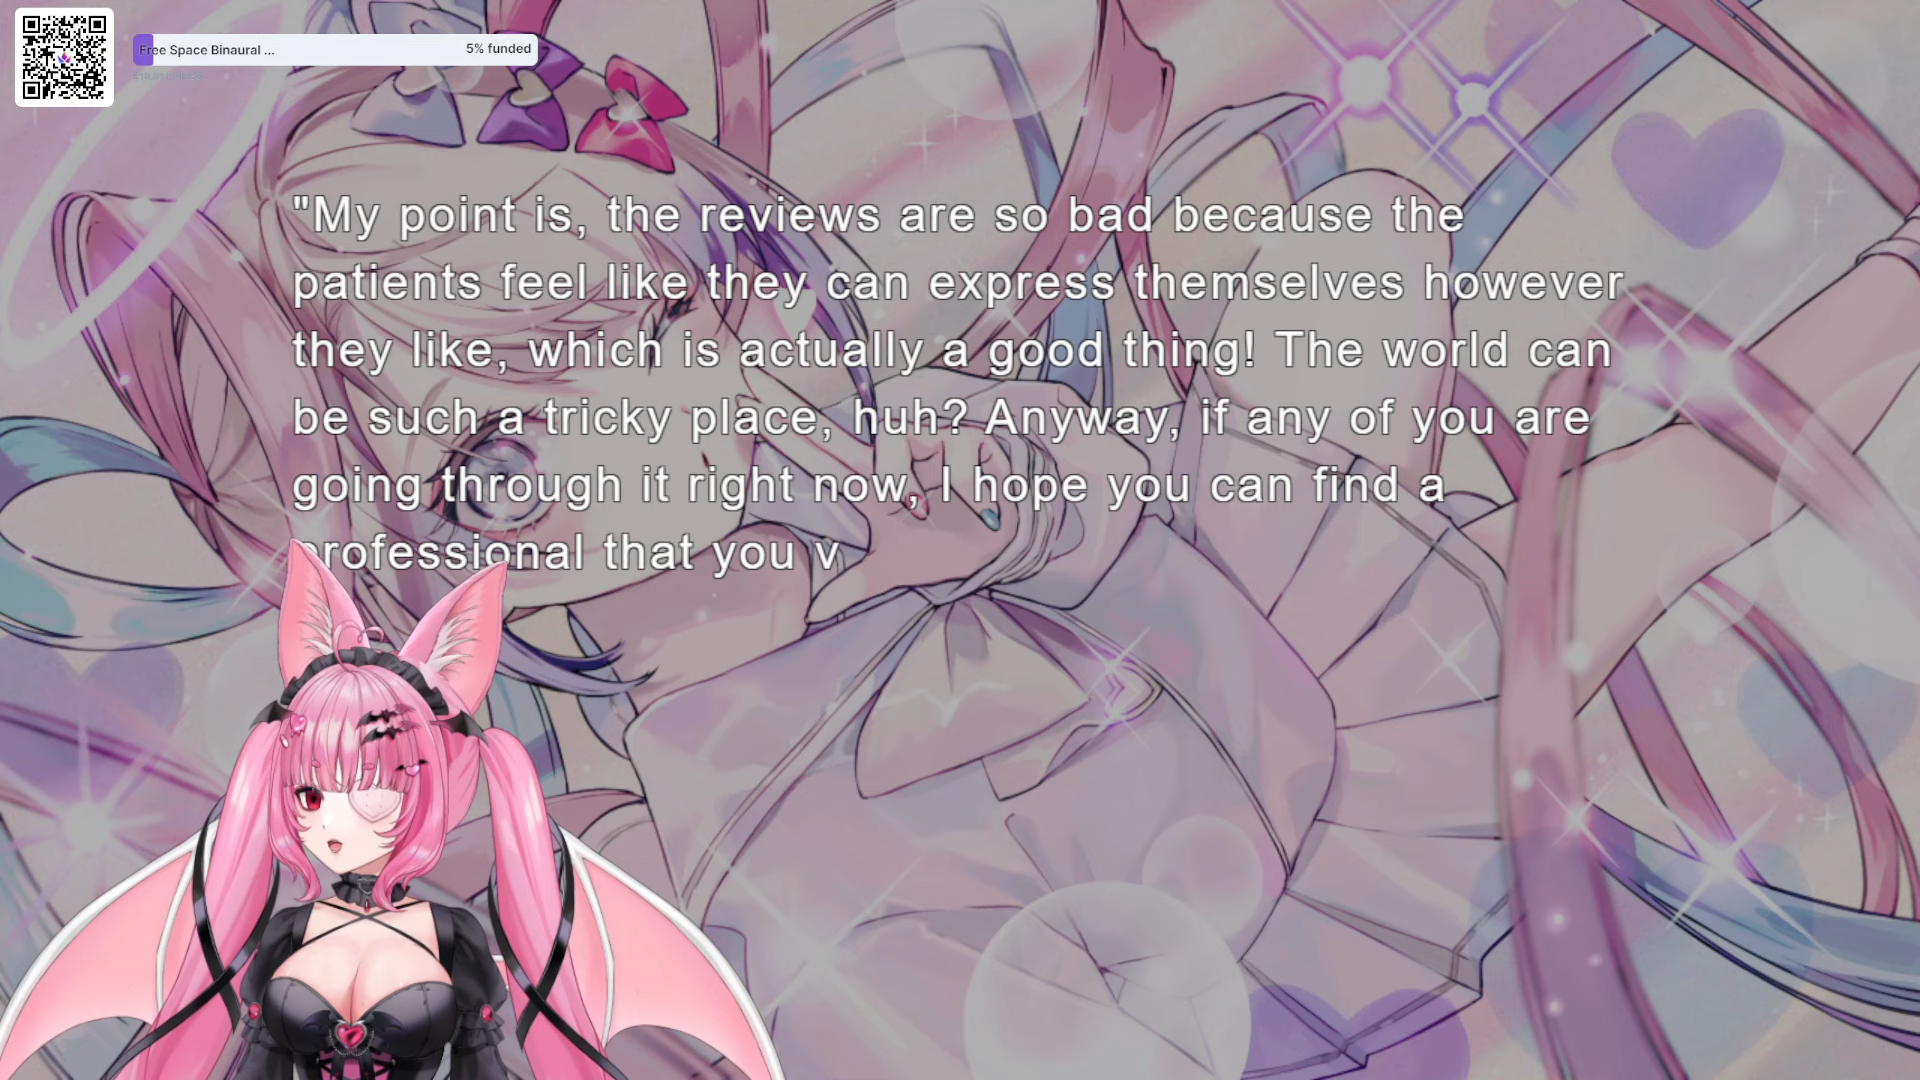 Free Space Binaural ...
5% funded
"My point is, the reviews are so bad because the
patients feel like they can express themselves however
they like, which is actually a good thing! The world can
be such a tricky place, huh? Anyway, if any of you are
going through it right now, I hope you can find a
professional that you v